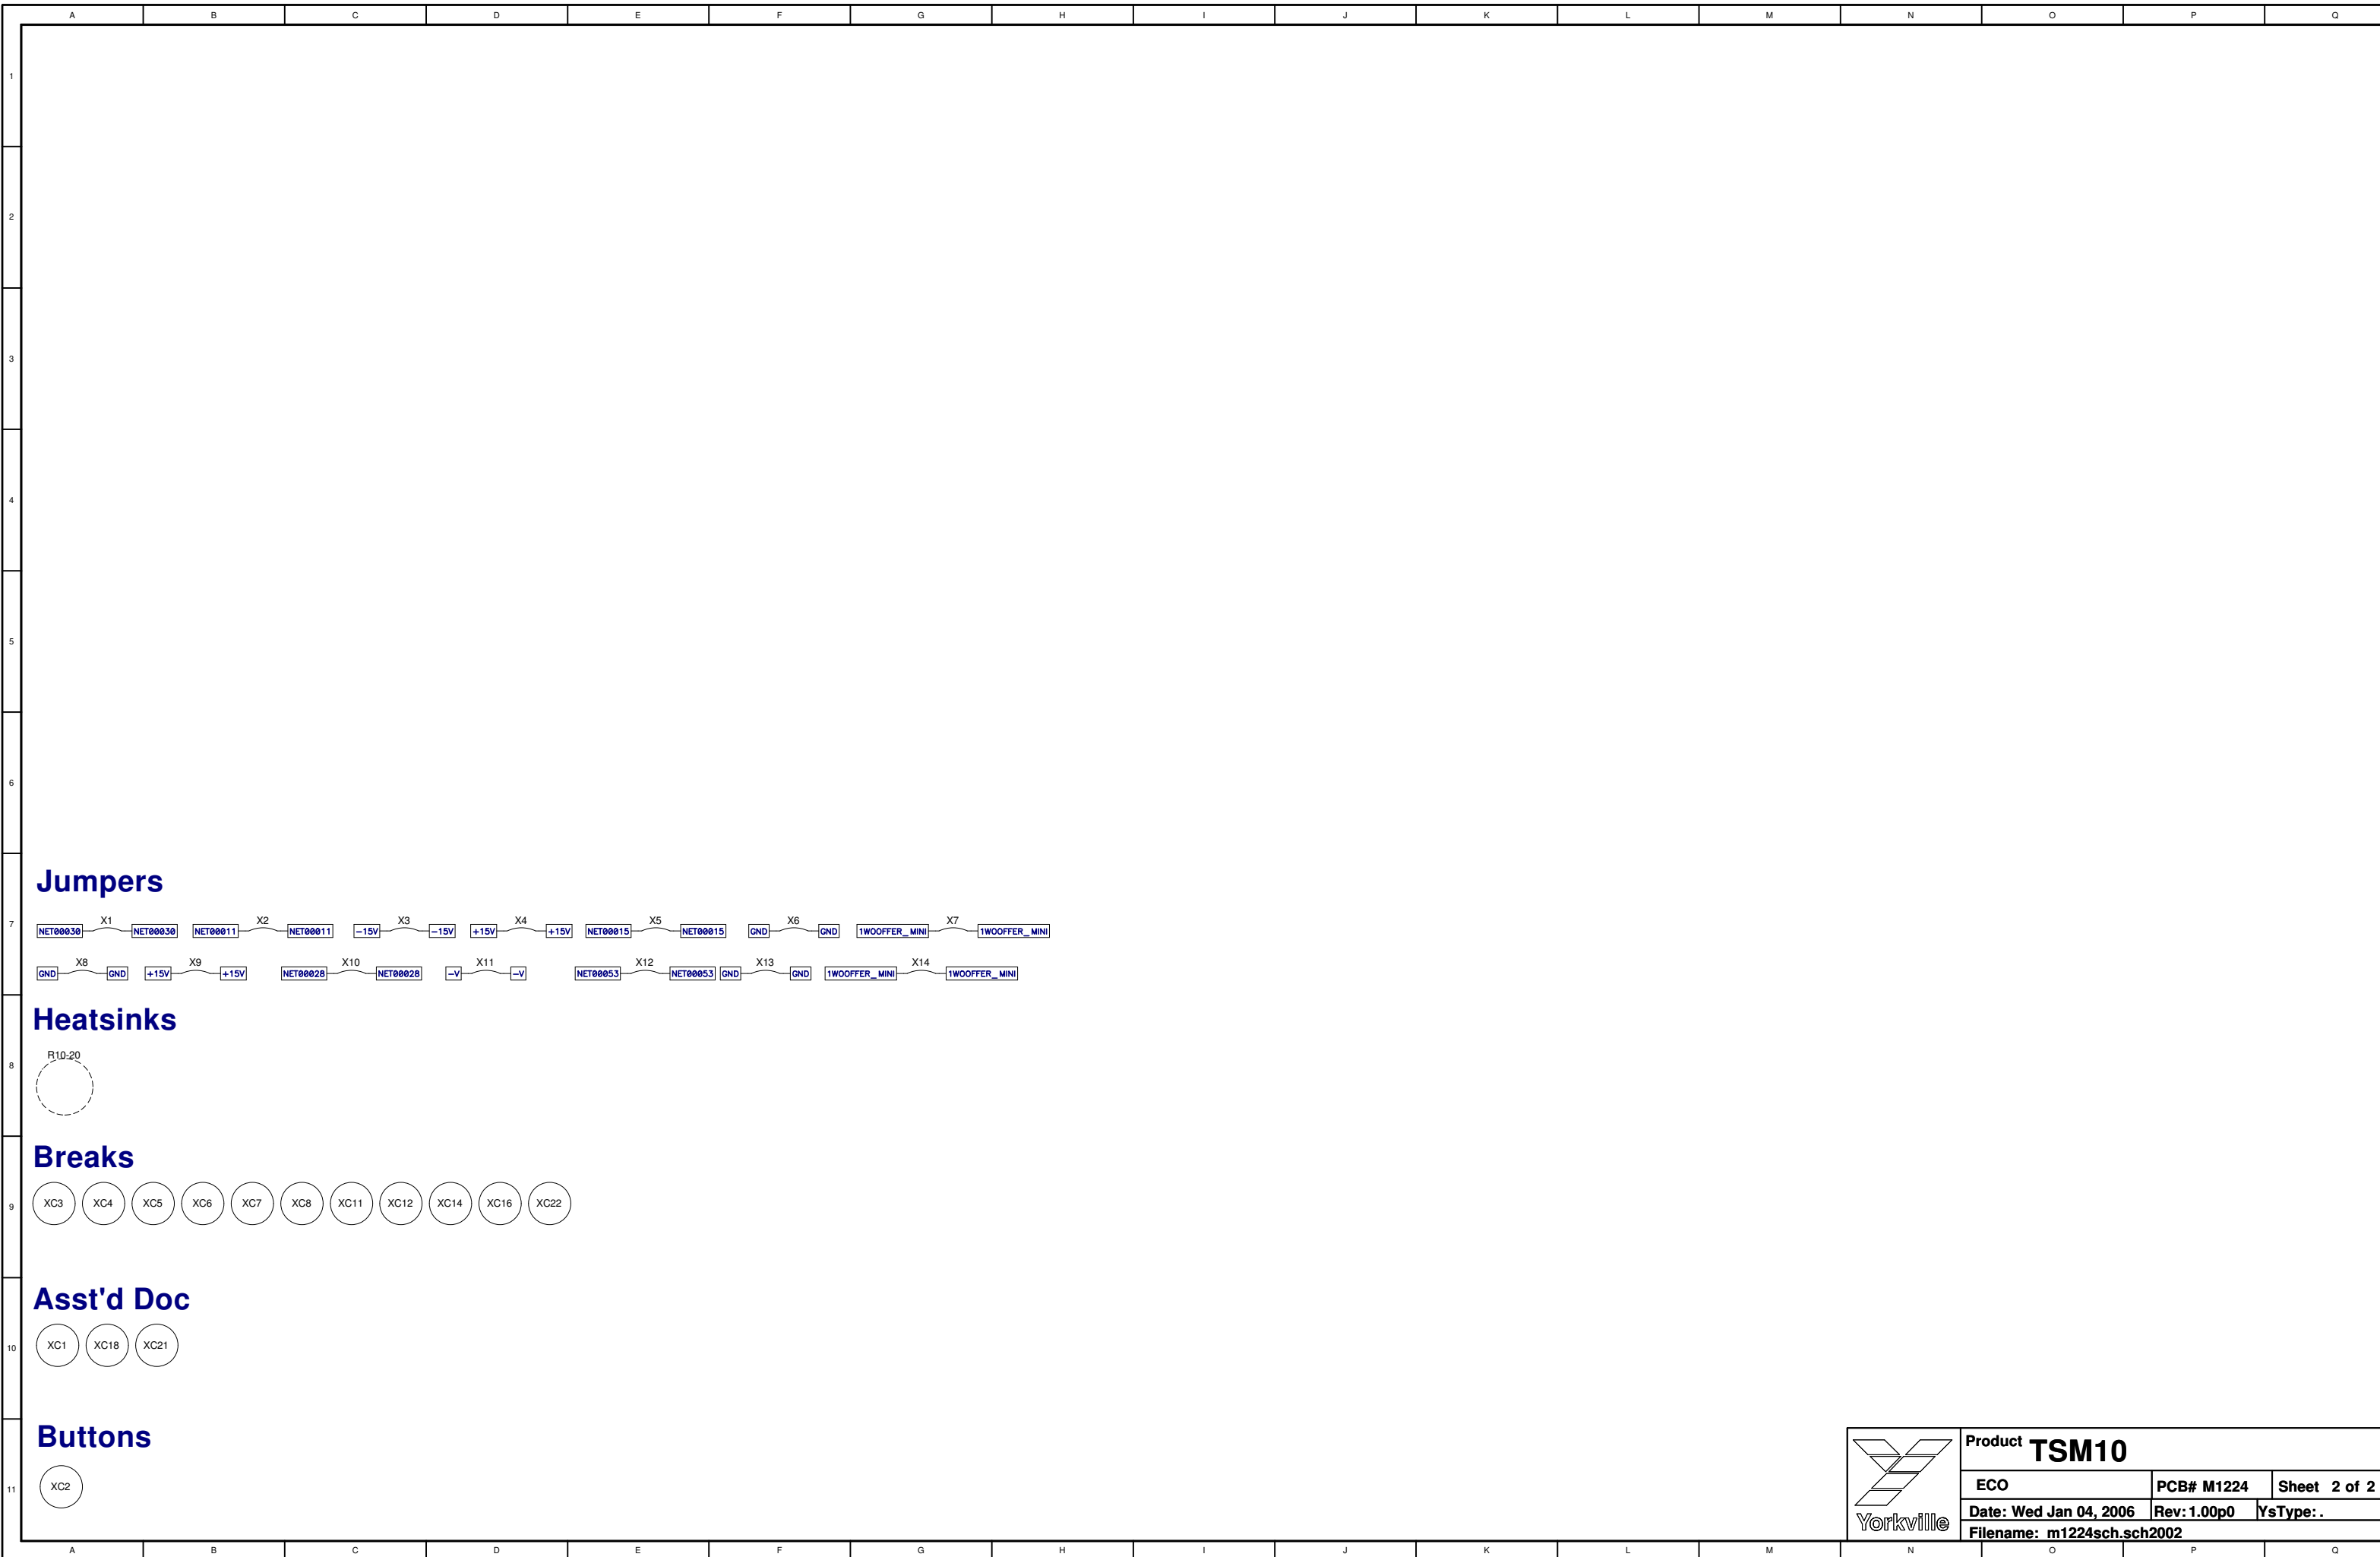 A B C D E F G H I J K L M N O P Q
1
2
3
4
5
6
Jumpers
7
X1 X2 X3 X4 X5 X6 X7
NET00030 NET00030 NET00011 NET00011 −15V −15V +15V +15V NET00015 NET00015 GND GND 1WOOFFER_MINI 1WOOFFER_MINI
X8 X9 X10 X11 X12 X13 X14
GND GND +15V +15V NET00028 NET00028 −V −V NET00053 NET00053 GND GND 1WOOFFER_MINI 1WOOFFER_MINI
Heatsinks
R10-20
8
Breaks
9
XC3 XC4 XC5 XC6 XC7 XC8 XC11 XC12 XC14 XC16 XC22
Asst'd Doc
10
XC1 XC18 XC21
Buttons
11
XC2
Yorkville
Product TSM10
ECO PCB# M1224 Sheet 2 of 2
Date: Wed Jan 04, 2006 Rev:1.00p0 YsType: .
Filename: m1224sch.sch2002
A B C D E F G H I J K L M N O P Q